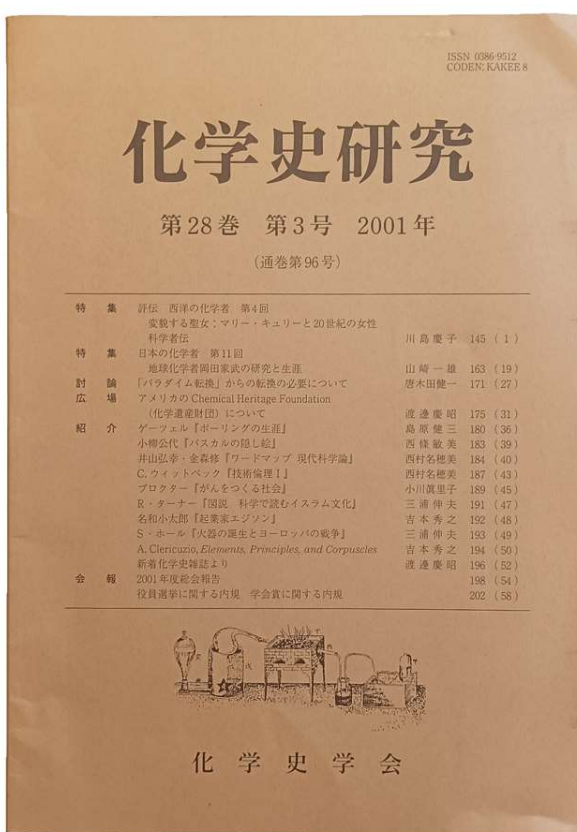 ISSN 0386-9512
CODEN: KAKEE 8
化学史研究
第28巻 第3号 2001年
(通巻第96号)
特集 評伝 西洋の化学者 第4回
変貌する聖女:マリー・キュリーと20世紀の女性
科学者伝 川島慶子 145 (1)
特集 日本の化学者 第11回
地球化学者岡田家武の研究と生涯 山崎一雄 163 (19)
討論 「パラダイム転換」からの転換の必要について 唐木田健一 171 (27)
広場 アメリカのChemical Heritage Foundation
(化学遺産財団)について 渡邊慶昭 175 (31)
紹介 ゲーツェル『ポーリングの生涯』 島原健三 180 (36)
小柳公代『パスカルの隠し絵』 西條敏美 183 (39)
井山弘幸・金森修『ワードマップ 現代科学論』 西村名穂美 184 (40)
C.ウィットベック『技術倫理Ⅰ』 西村名穂美 187 (43)
プロクター『がんをつくる社会』 小川眞里子 189 (45)
R・ターナー『図説 科学で読むイスラム文化』 三浦伸夫 191 (47)
名和小太郎『起業家エジソン』 吉本秀之 192 (48)
S・ホール『火器の誕生とヨーロッパの戦争』 三浦伸夫 193 (49)
A. Clericuzio, Elements, Principles, and Corpuscles 吉本秀之 194 (50)
新着化学史雑誌より 渡邊慶昭 196 (52)
会報 2001年度総会報告 198 (54)
役員選挙に関する内規 学会賞に関する内規 202 (58)
化学史学会